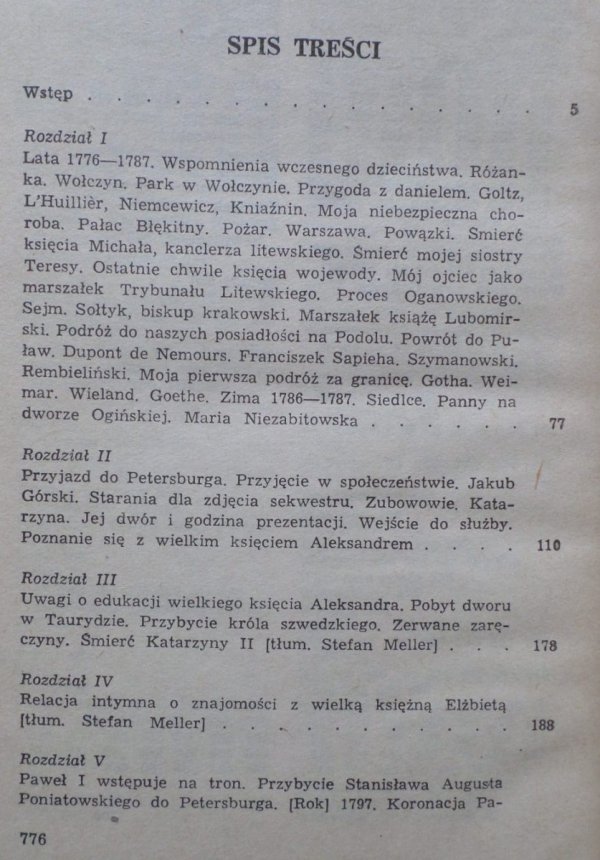 SPIS TREŚCI
Wstęp . . . . . . . . . . . . . . . . 5
Rozdział I
Lata 1776—1787. Wspomnienia wczesnego dzieciństwa. Różan-
ka. Wołczyn. Park w Wołczynie. Przygoda z danielem. Goltz,
L'Huillièr, Niemcewicz, Kniaźnin. Moja niebezpieczna cho-
roba. Pałac Błękitny. Pożar. Warszawa. Powązki. Śmierć
księcia Michała, kanclerza litewskiego. Śmierć mojej siostry
Teresy. Ostatnie chwile księcia wojewody. Mój ojciec jako
marszałek Trybunału Litewskiego. Proces Oganowskiego.
Sejm. Sołtyk, biskup krakowski. Marszałek książę Lubomir-
ski. Podróż do naszych posiadłości na Podolu. Powrót do Pu-
ław. Dupont de Nemours. Franciszek Sapieha. Szymanowski.
Rembieliński. Moja pierwsza podróż za granicę. Gotha. Wei-
mar. Wieland. Goethe. Zima 1786—1787. Siedlce. Panny na
dworze Ogińskiej. Maria Niezabitowska . . . . . . 77
Rozdział II
Przyjazd do Petersburga. Przyjęcie w społeczeństwie. Jakub
Górski. Starania dla zdjęcia sekwestru. Zubowowie. Kata-
rzyna. Jej dwór i godzina prezentacji. Wejście do służby.
Poznanie się z wielkim księciem Aleksandrem . . . . 110
Rozdział III
Uwagi o edukacji wielkiego księcia Aleksandra. Pobyt dworu
w Taurydzie. Przybycie króla szwedzkiego. Zerwane zarę-
czyny. Śmierć Katarzyny II [tłum. Stefan Meller] . . . 178
Rozdział IV
Relacja intymna o znajomości z wielką księżną Elżbietą
[tłum. Stefan Meller] . . . . . . . . . . . 188
Rozdział V
Paweł I wstępuje na tron. Przybycie Stanisława Augusta
Poniatowskiego do Petersburga. [Rok] 1797. Koronacja Pa-
776